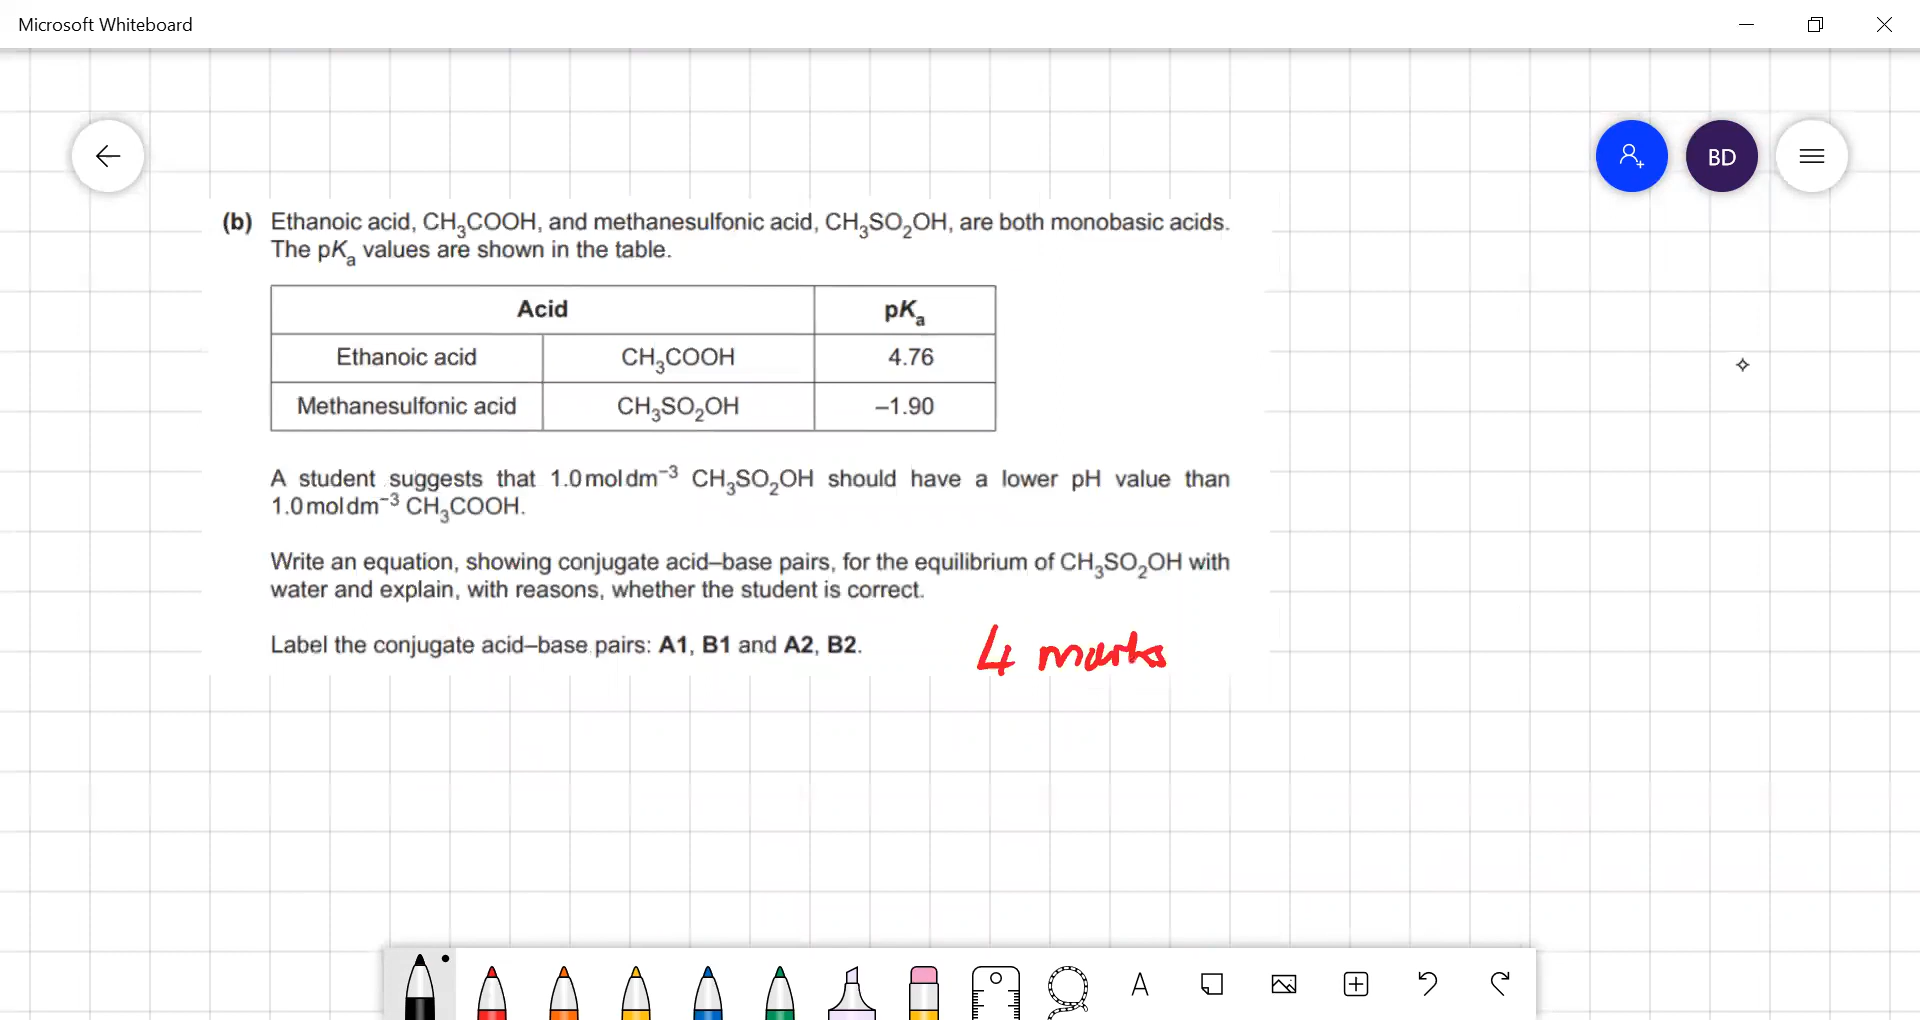 Microsoft Whiteboard
BD
(b) Ethanoic acid, CH₃COOH, and methanesulfonic acid, CH₃SO₂OH, are both monobasic acids.
The pKₐ values are shown in the table.
Acid pKₐ
Ethanoic acid CH₃COOH 4.76
Methanesulfonic acid CH₃SO₂OH –1.90
A student suggests that 1.0 mol dm⁻³ CH₃SO₂OH should have a lower pH value than
1.0 mol dm⁻³ CH₃COOH.
Write an equation, showing conjugate acid–base pairs, for the equilibrium of CH₃SO₂OH with
water and explain, with reasons, whether the student is correct.
Label the conjugate acid–base pairs: A1, B1 and A2, B2.
4 marks
A